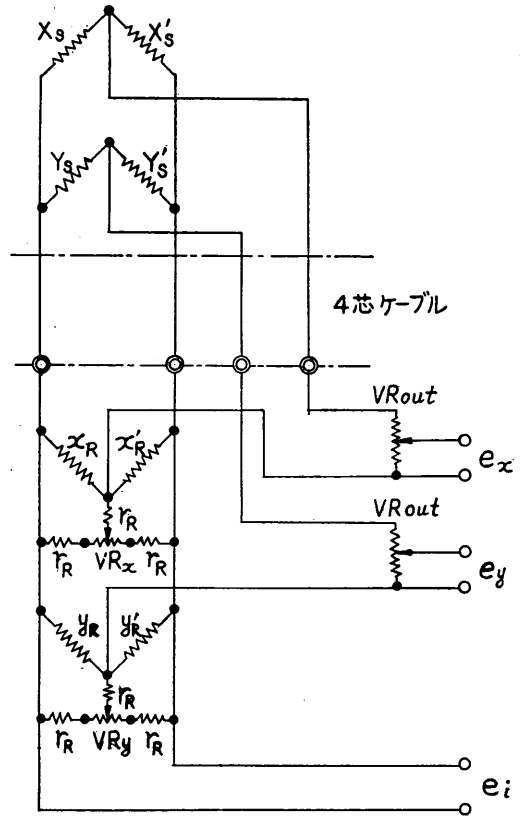 Xs X's
Ys Y's
4芯ケーブル
VRout
xR x'R
ex
rR
VRout
rR VRx rR
ey
yR y'R
rR
rR VRy rR
ei